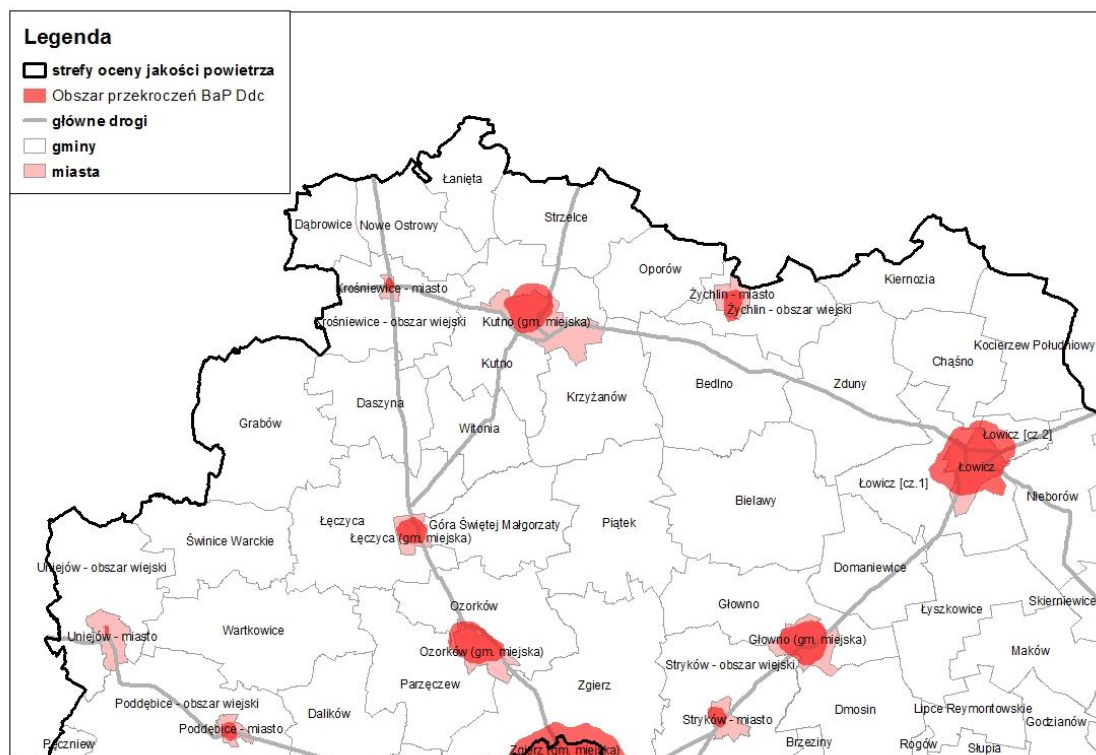 Legenda
strefy oceny jakości powietrza
Obszar przekroczeń BaP Ddc
główne drogi
gminy
miasta
Łanięta
Strzelce
Dąbrowice
Nowe Ostrowy
Oporów
Kiernozia
Krośniewice - miasto
Żychlin - miasto
Żychlin - obszar wiejski
Krośniewice - obszar wiejski
Kutno (gm. miejska)
Kocierzew Południowy
Chąśno
Kutno
Bedlno
Zduny
Krzyżanów
Daszyna
Grabów
Witonia
Łowicz [cz.2]
Łowicz
Łowicz [cz.1]
Nieborów
Bielawy
Łęczyca
Góra Świętej Małgorzaty
Piątek
Łęczyca (gm. miejska)
Świnice Warckie
Uniejów - obszar wiejski
Domaniewice
Skierniewice
Ozorków
Głowno
Łyszkowice
Uniejów - miasto
Wartkowice
Głowno (gm. miejska)
Ozorków (gm. miejska)
Maków
Stryków - obszar wiejski
Parzęczew
Zgierz
Poddębice - obszar wiejski
Dalików
Dmosin
Lipce Reymontowskie
Stryków - miasto
Godzianów
Poddębice - miasto
Pęczniew
Zgierz (gm. miejska)
Brzeziny
Rogów
Słupia